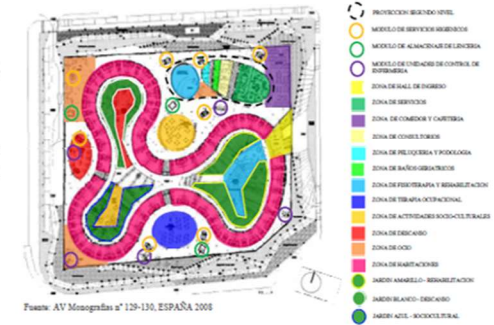 PROYECCION SEGUNDO NIVEL
MODULO DE SERVICIOS HIGIENICOS
MODULO DE ALMACENAJE DE LENCERIA
MODULO DE UNIDADES DE CONTROL DE
ENFERMERIA
ZONA DE HALL DE INGRESO
ZONA DE SERVICIOS
ZONA DE COMEDOR Y CAFETERIA
ZONA DE CONSULTORIOS
ZONA DE PELUQUERIA Y PODOLOGIA
ZONA DE BAÑOS GERIATRICOS
ZONA DE FISIOTERAPIA Y REHABILITACION
ZONA DE TERAPIA OCUPACIONAL
ZONA DE ACTIVIDADES SOCIO-CULTURALES
ZONA DE DESCANSO
ZONA DE OCIO
ZONA DE HABITACIONES
JARDIN AMARILLO - REHABILITACION
JARDIN BLANCO - DESCANSO
JARDIN AZUL - SOCIOCULTURAL
Fuente: AV Monografias nº 129-130, ESPAÑA 2008